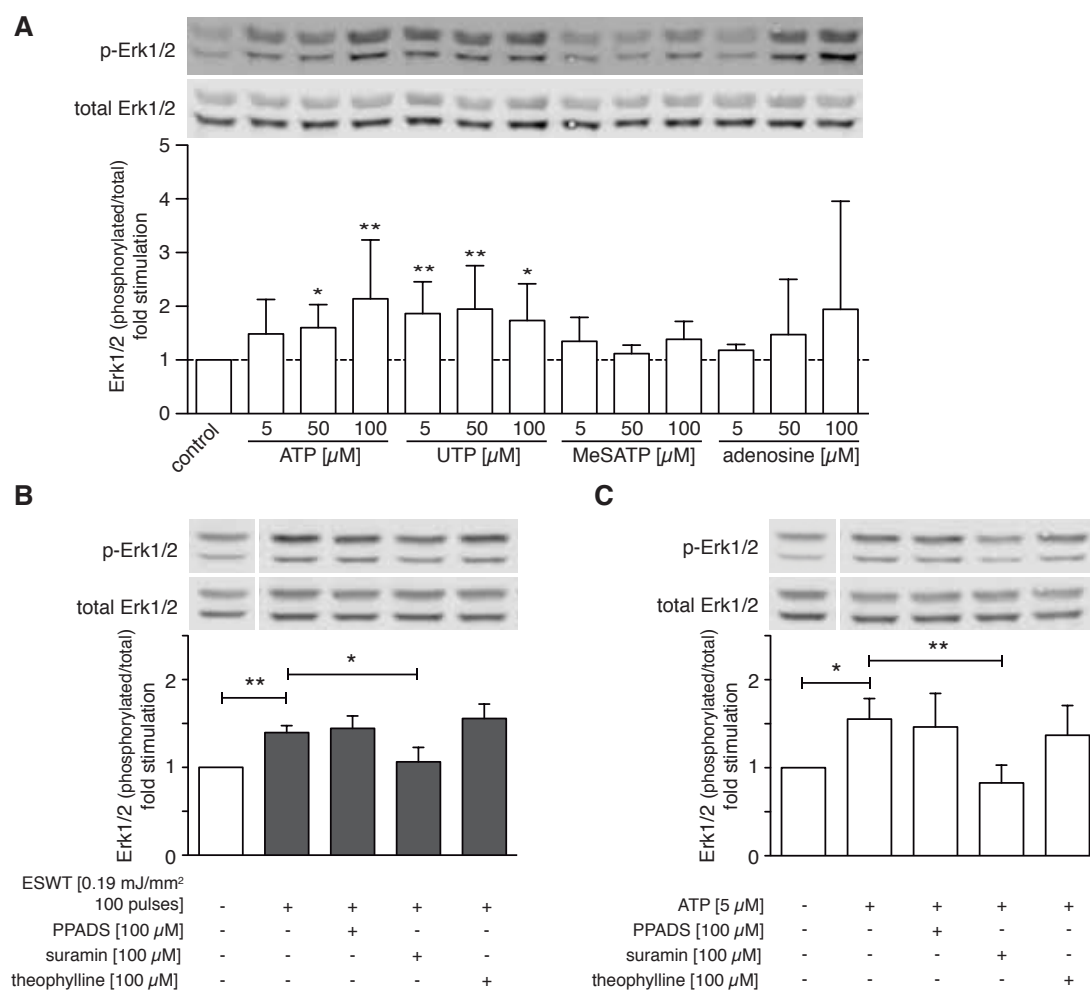 A
p-Erk1/2
total Erk1/2
Erk1/2 (phosphorylated/total)
fold stimulation
5
4
3
2
1
0
*
**
**
**
*
control
5 50 100 5 50 100 5 50 100 5 50 100
ATP [µM] UTP [µM] MeSATP [µM] adenosine [µM]
B
p-Erk1/2
total Erk1/2
Erk1/2 (phosphorylated/total)
fold stimulation
2
1
0
**
*
ESWT [0.19 mJ/mm²
100 pulses] - + + + +
PPADS [100 µM] - - + - -
suramin [100 µM] - - - + -
theophylline [100 µM] - - - - +
C
p-Erk1/2
total Erk1/2
Erk1/2 (phosphorylated/total)
fold stimulation
2
1
0
*
**
ATP [5 µM] - + + + +
PPADS [100 µM] - - + - -
suramin [100 µM] - - - + -
theophylline [100 µM] - - - - +